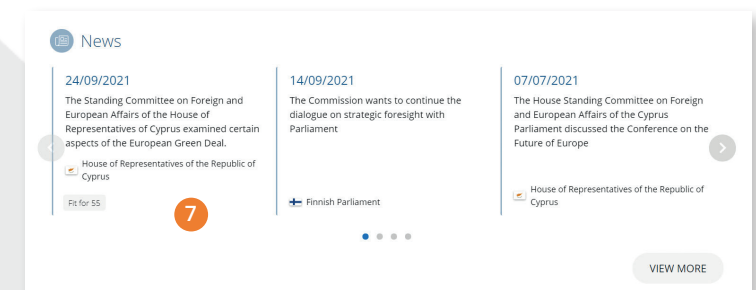 News
24/09/2021
The Standing Committee on Foreign and
European Affairs of the House of
Representatives of Cyprus examined certain
aspects of the European Green Deal.
House of Representatives of the Republic of
Cyprus
Fit for 55
7
14/09/2021
The Commission wants to continue the
dialogue on strategic foresight with
Parliament
Finnish Parliament
07/07/2021
The House Standing Committee on Foreign
and European Affairs of the Cyprus
Parliament discussed the Conference on the
Future of Europe
House of Representatives of the Republic of
Cyprus
VIEW MORE